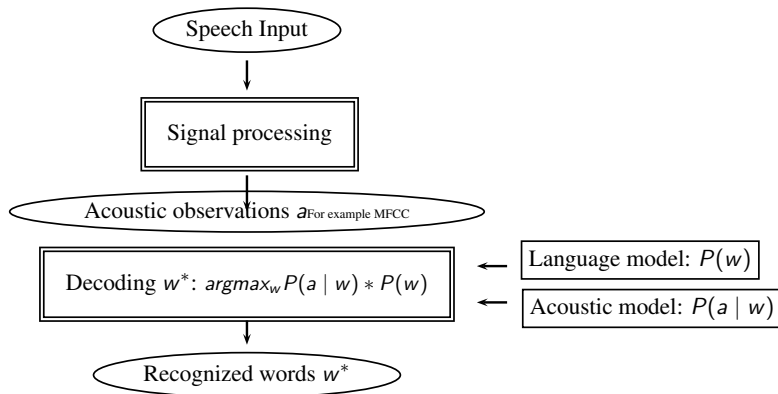 Speech Input
Signal processing
Acoustic observations a For example MFCC
Decoding w*: argmax_w P(a | w) * P(w)
Language model: P(w)
Acoustic model: P(a | w)
Recognized words w*